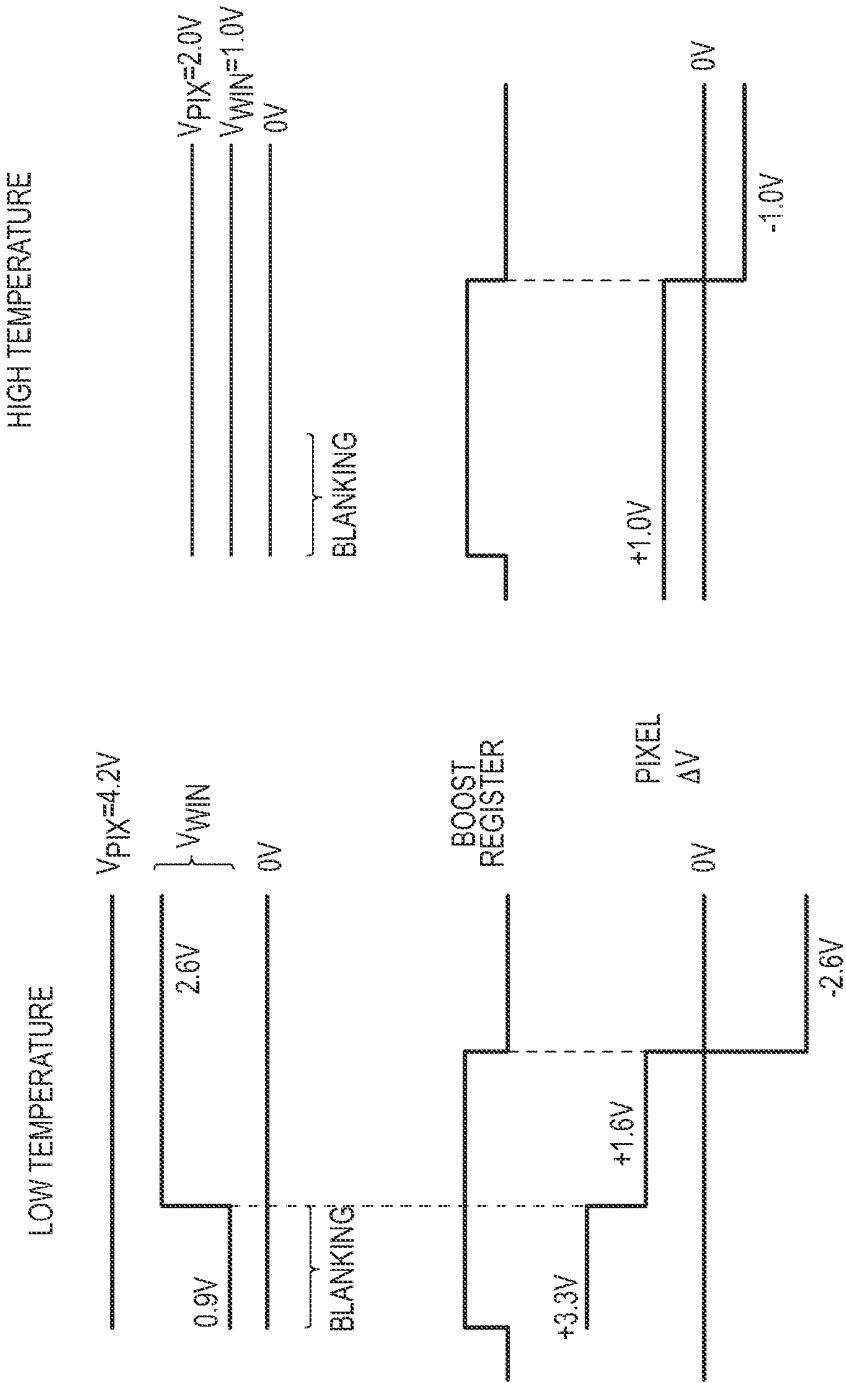 LOW TEMPERATURE
VPIX=4.2V
0.9V
2.6V
VWIN
0V
BLANKING
BOOST
REGISTER
+3.3V
+1.6V
PIXEL
ΔV
0V
-2.6V
HIGH TEMPERATURE
VPIX=2.0V
VWIN=1.0V
0V
BLANKING
+1.0V
0V
-1.0V